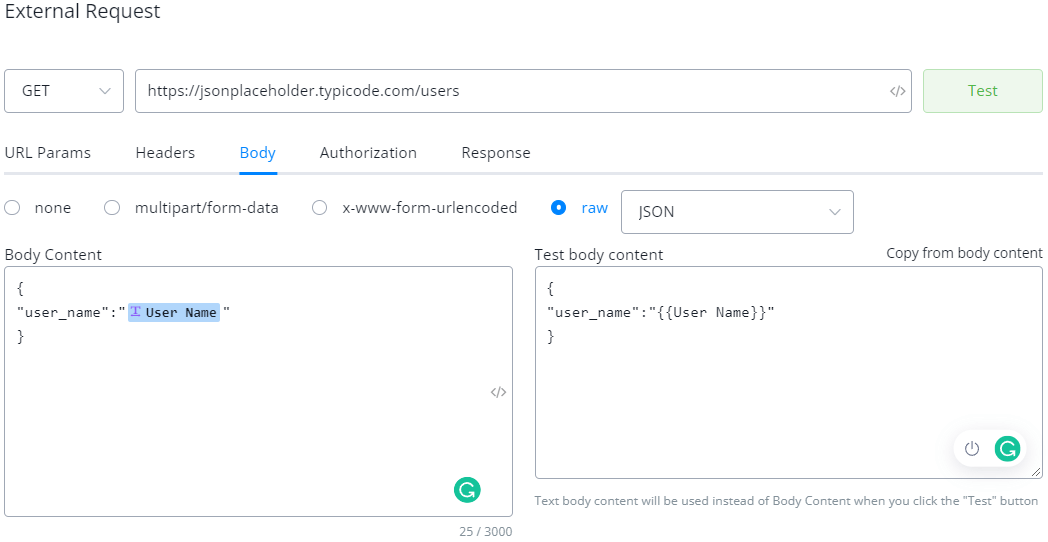 External Request
GET https://jsonplaceholder.typicode.com/users </> Test
URL Params Headers Body Authorization Response
none multipart/form-data x-www-form-urlencoded raw JSON
Body Content Test body content Copy from body content
{ {
"user_name":" User Name " "user_name":"{{User Name}}"
} }
</>
Text body content will be used instead of Body Content when you click the "Test" button
25 / 3000